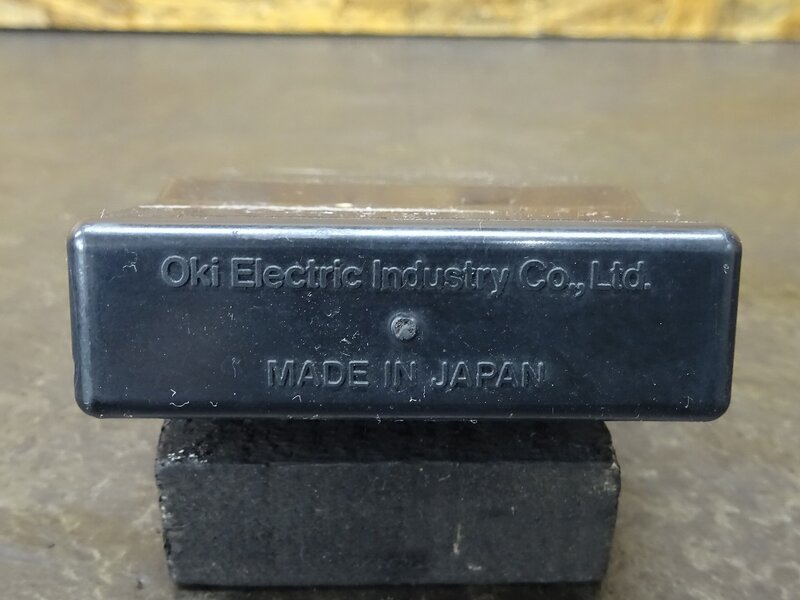 Oki Electric Industry Co., Ltd.
MADE IN JAPAN